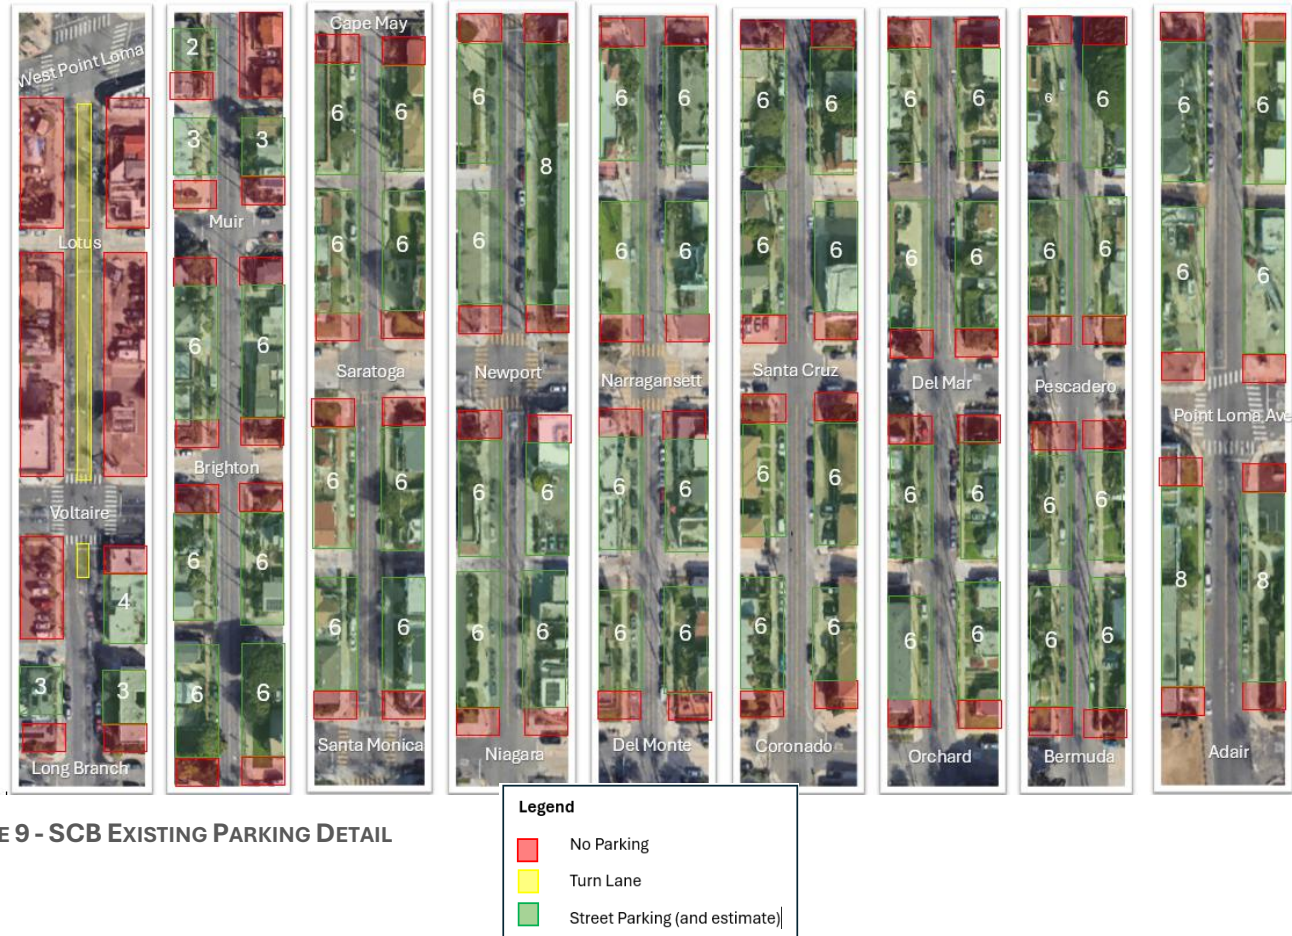 West Point Loma
Lotus
Voltaire
4
3
3
Long Branch
2
3
3
Muir
6
6
Brighton
6
6
6
6
Cape May
6
6
6
6
Saratoga
6
6
6
6
Santa Monica
6
8
6
Newport
6
6
6
6
Niagara
6
6
6
6
Narragansett
6
6
6
6
Del Monte
6
6
6
6
Santa Cruz
6
6
6
6
Coronado
6
6
6
6
Del Mar
6
6
6
6
Orchard
6
6
6
6
Pescadero
6
6
6
6
Bermuda
6
6
6
6
Point Loma Ave
8
8
Adair
E 9 - SCB EXISTING PARKING DETAIL
Legend
No Parking
Turn Lane
Street Parking (and estimate)